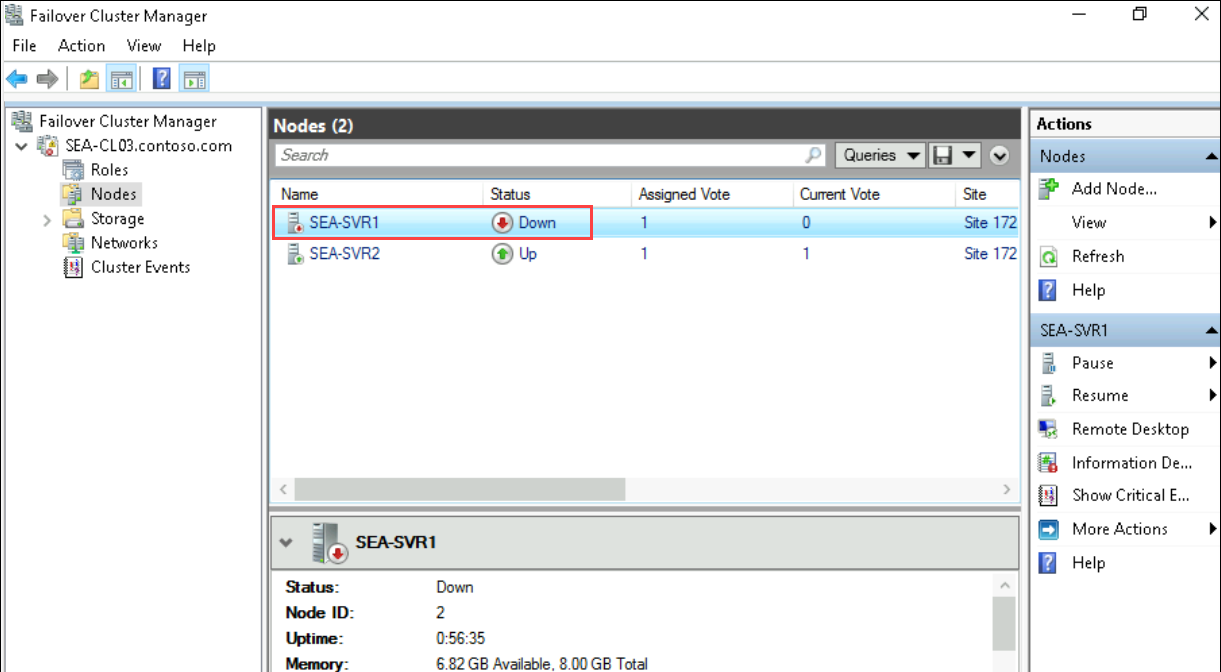 Failover Cluster Manager
File Action View Help
Failover Cluster Manager
SEA-CL03.contoso.com
Roles
Nodes
Storage
Networks
Cluster Events
Nodes (2)
Search
Queries
Name Status Assigned Vote Current Vote Site
SEA-SVR1 Down 1 0 Site 172
SEA-SVR2 Up 1 1 Site 172
SEA-SVR1
Status: Down
Node ID: 2
Uptime: 0:56:35
Memory: 6.82 GB Available, 8.00 GB Total
Actions
Nodes
Add Node...
View
Refresh
Help
SEA-SVR1
Pause
Resume
Remote Desktop
Information De...
Show Critical E...
More Actions
Help